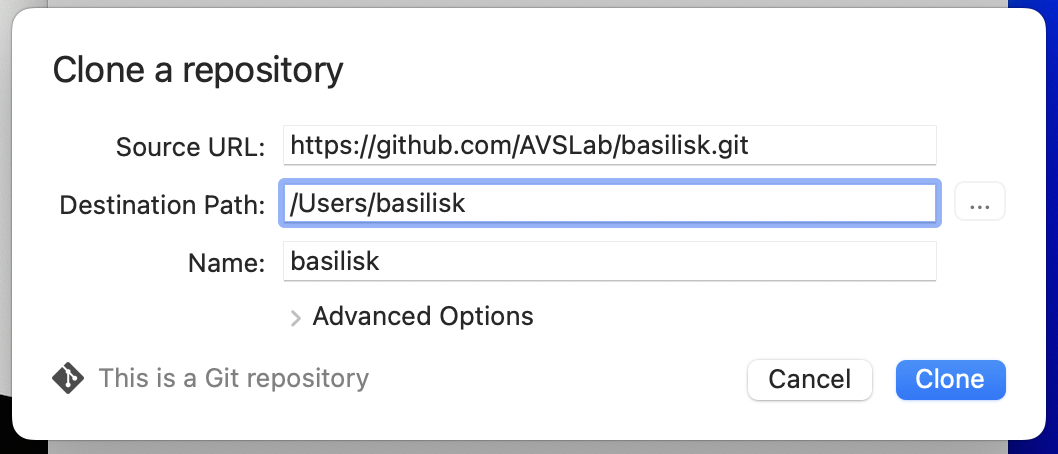 Clone a repository
Source URL: https://github.com/AVSLab/basilisk.git
Destination Path: /Users/basilisk ...
Name: basilisk
Advanced Options
This is a Git repository Cancel Clone